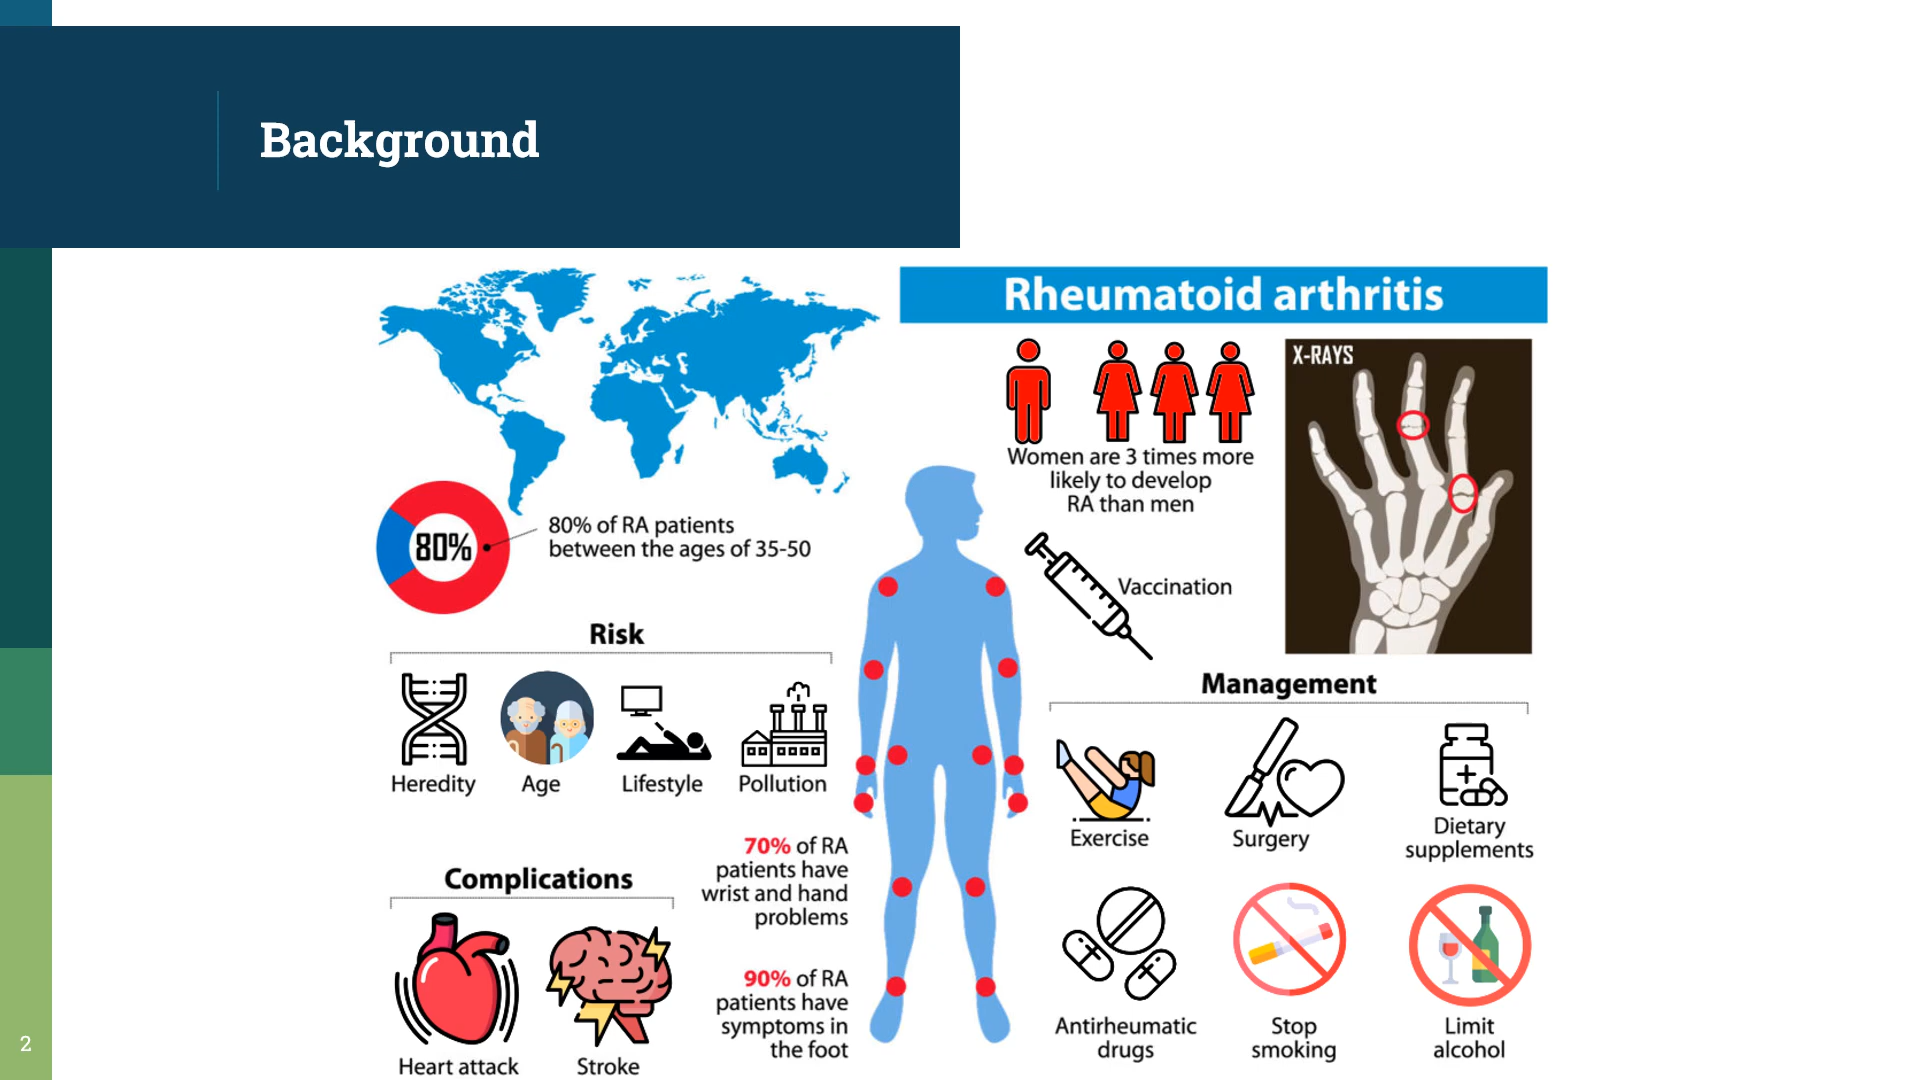 Background
Rheumatoid arthritis
Women are 3 times more
likely to develop
RA than men
X-RAYS
80%
80% of RA patients
between the ages of 35-50
Vaccination
Risk
Heredity
Age
Lifestyle
Pollution
Management
Exercise
Surgery
Dietary
supplements
Antirheumatic
drugs
Stop
smoking
Limit
alcohol
70% of RA
patients have
wrist and hand
problems
Complications
Heart attack
Stroke
90% of RA
patients have
symptoms in
the foot
2